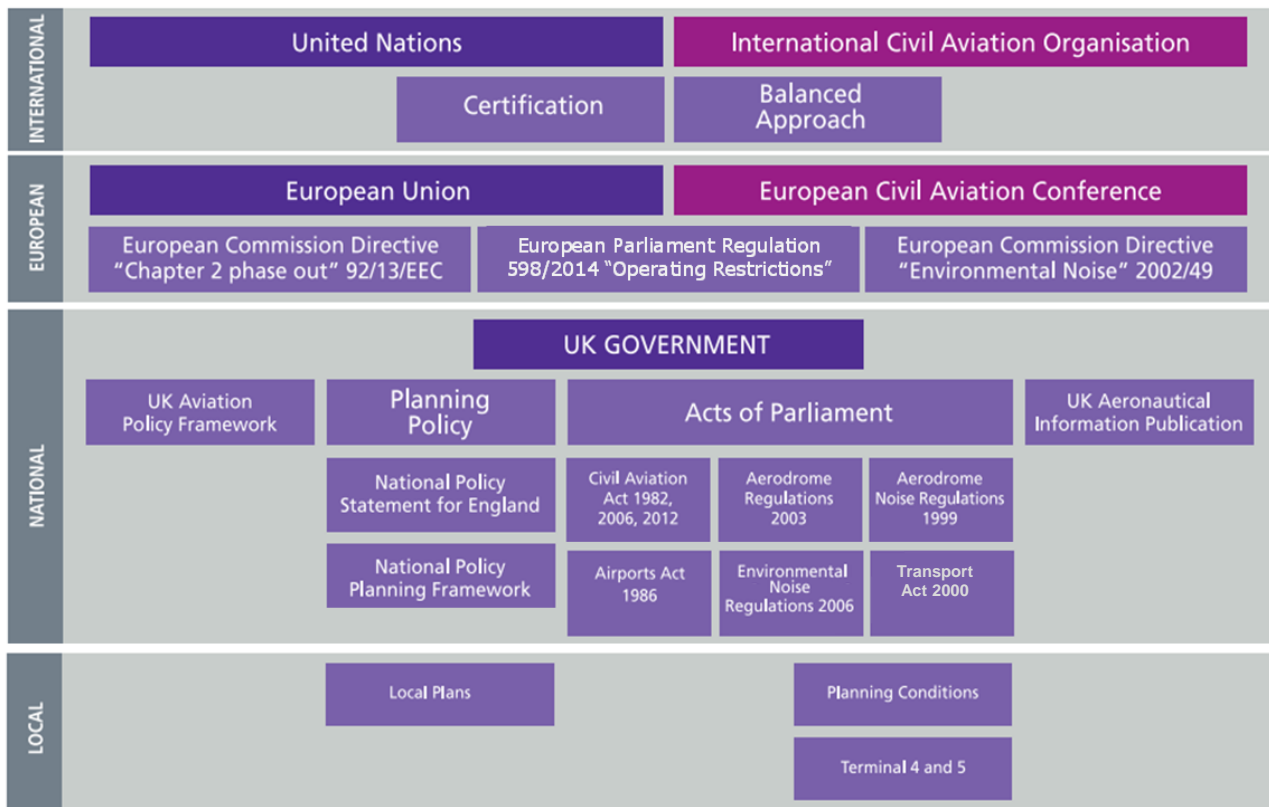 INTERNATIONAL
United Nations
International Civil Aviation Organisation
Certification
Balanced
Approach
EUROPEAN
European Union
European Civil Aviation Conference
European Commission Directive
“Chapter 2 phase out” 92/13/EEC
European Parliament Regulation
598/2014 “Operating Restrictions”
European Commission Directive
“Environmental Noise” 2002/49
NATIONAL
UK GOVERNMENT
UK Aviation
Policy Framework
Planning
Policy
Acts of Parliament
UK Aeronautical
Information Publication
National Policy
Statement for England
Civil Aviation
Act 1982,
2006, 2012
Aerodrome
Regulations
2003
Aerodrome
Noise Regulations
1999
National Policy
Planning Framework
Airports Act
1986
Environmental
Noise
Regulations 2006
Transport
Act 2000
LOCAL
Local Plans
Planning Conditions
Terminal 4 and 5